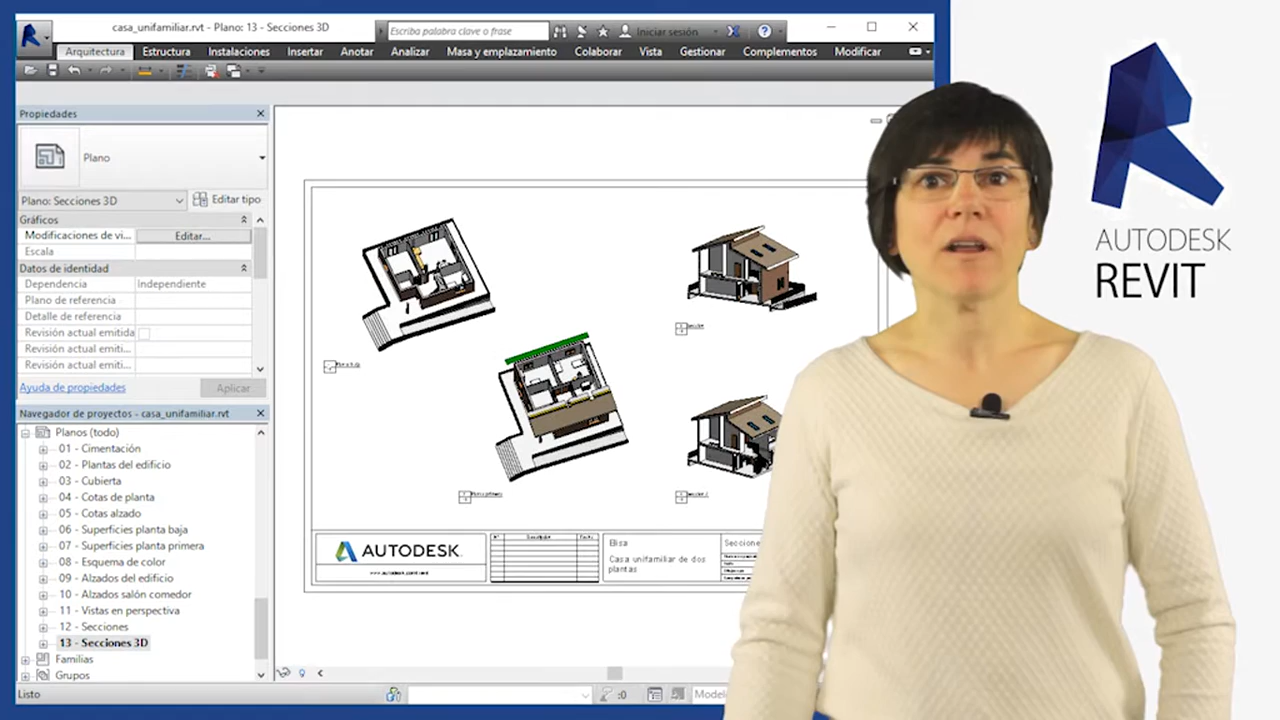 casa_unifamiliar.rvt - Plano: 13 - Secciones 3D
Escriba palabra clave o frase
Iniciar sesión
Arquitectura Estructura Instalaciones Insertar Anotar Analizar Masa y emplazamiento Colaborar Vista Gestionar Complementos Modificar
Propiedades
Plano
Plano: Secciones 3D
Editar tipo
Gráficos
Modificaciones de vi... Editar...
Escala
Datos de identidad
Dependencia Independiente
Plano de referencia
Detalle de referencia
Revisión actual emitida
Revisión actual emiti...
Revisión actual emiti...
Ayuda de propiedades Aplicar
Navegador de proyectos - casa_unifamiliar.rvt
Planos (todo)
01 - Cimentación
02 - Plantas del edificio
03 - Cubierta
04 - Cotas de planta
05 - Cotas alzado
06 - Superficies planta baja
07 - Superficies planta primera
08 - Esquema de color
09 - Alzados del edificio
10 - Alzados salón comedor
11 - Vistas en perspectiva
12 - Secciones
13 - Secciones 3D
Familias
Grupos
Listo
:0
AUTODESK
Elisa
Casa unifamiliar de dos
plantas
AUTODESK
REVIT